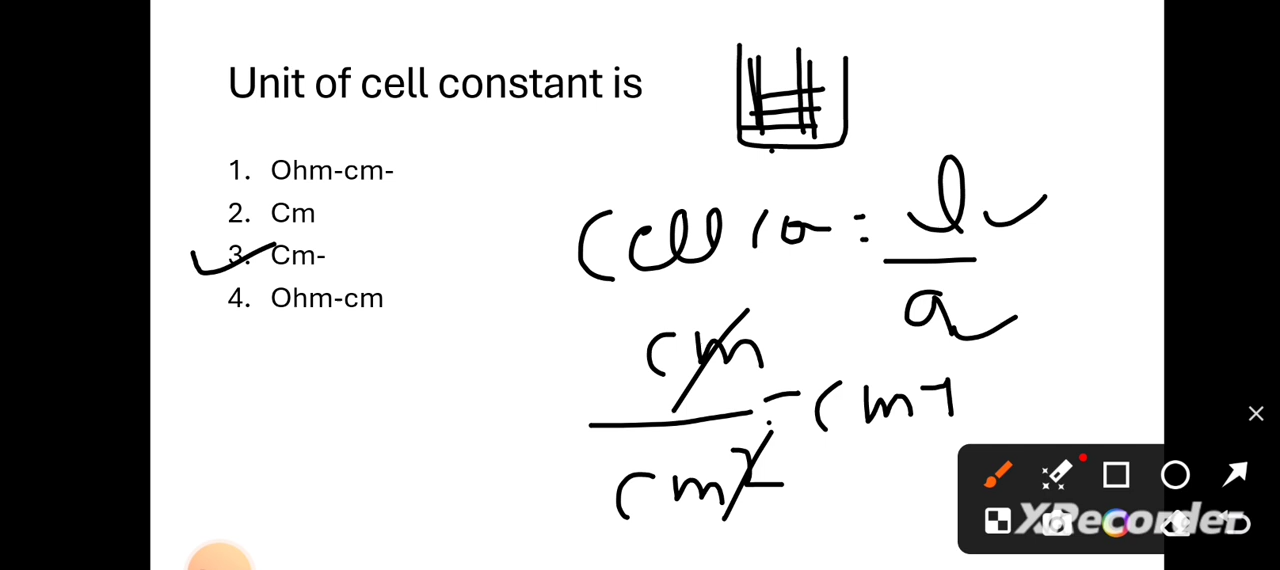 Unit of cell constant is
1. Ohm-cm-
2. Cm
3. Cm-
4. Ohm-cm
Cell = l
a
cm
cm2
= cm-1
XRecorder